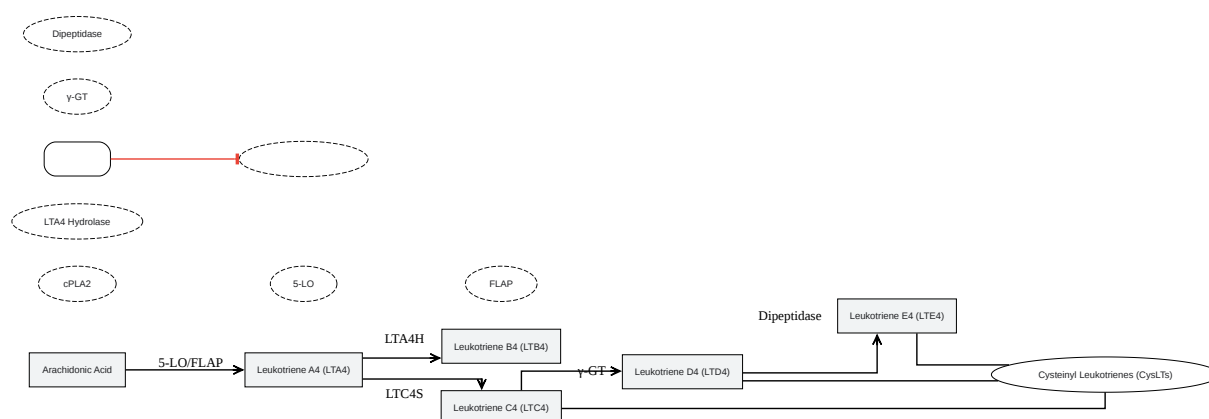 Dipeptidase
γ-GT
LTA4 Hydrolase
cPLA2
5-LO
FLAP
Dipeptidase
Leukotriene E4 (LTE4)
LTA4H
Leukotriene B4 (LTB4)
5-LO/FLAP
Arachidonic Acid
Leukotriene A4 (LTA4)
γ-GT
Leukotriene D4 (LTD4)
Cysteinyl Leukotrienes (CysLTs)
LTC4S
Leukotriene C4 (LTC4)